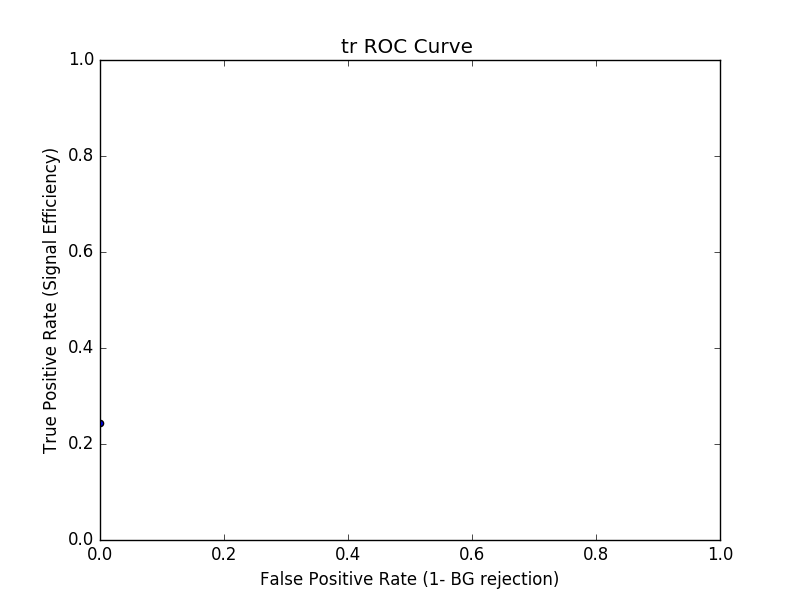 tr ROC Curve
1.0
0.8
0.6
0.4
0.2
0.0
True Positive Rate (Signal Efficiency)
0.0 0.2 0.4 0.6 0.8 1.0
False Positive Rate (1- BG rejection)